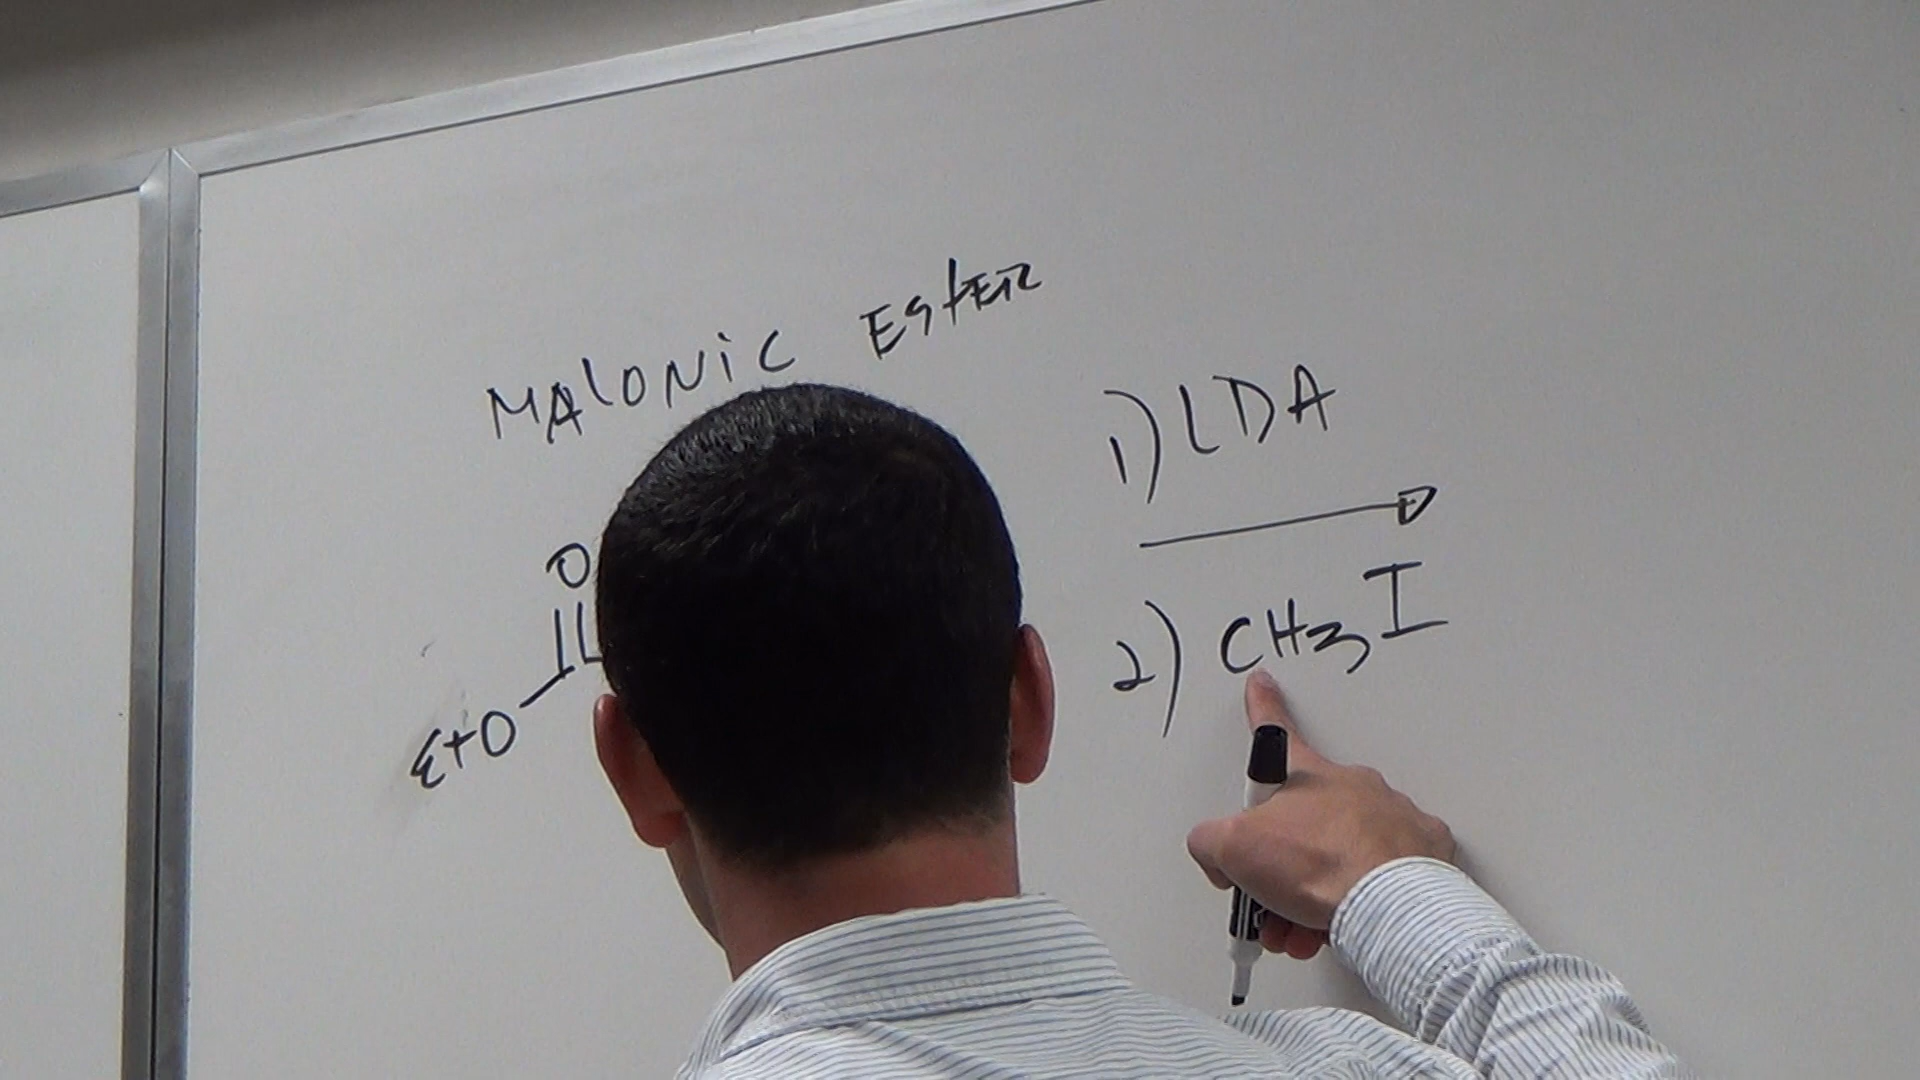 MALONIC ESTER
1) LDA
O
EtO
2) CH3I